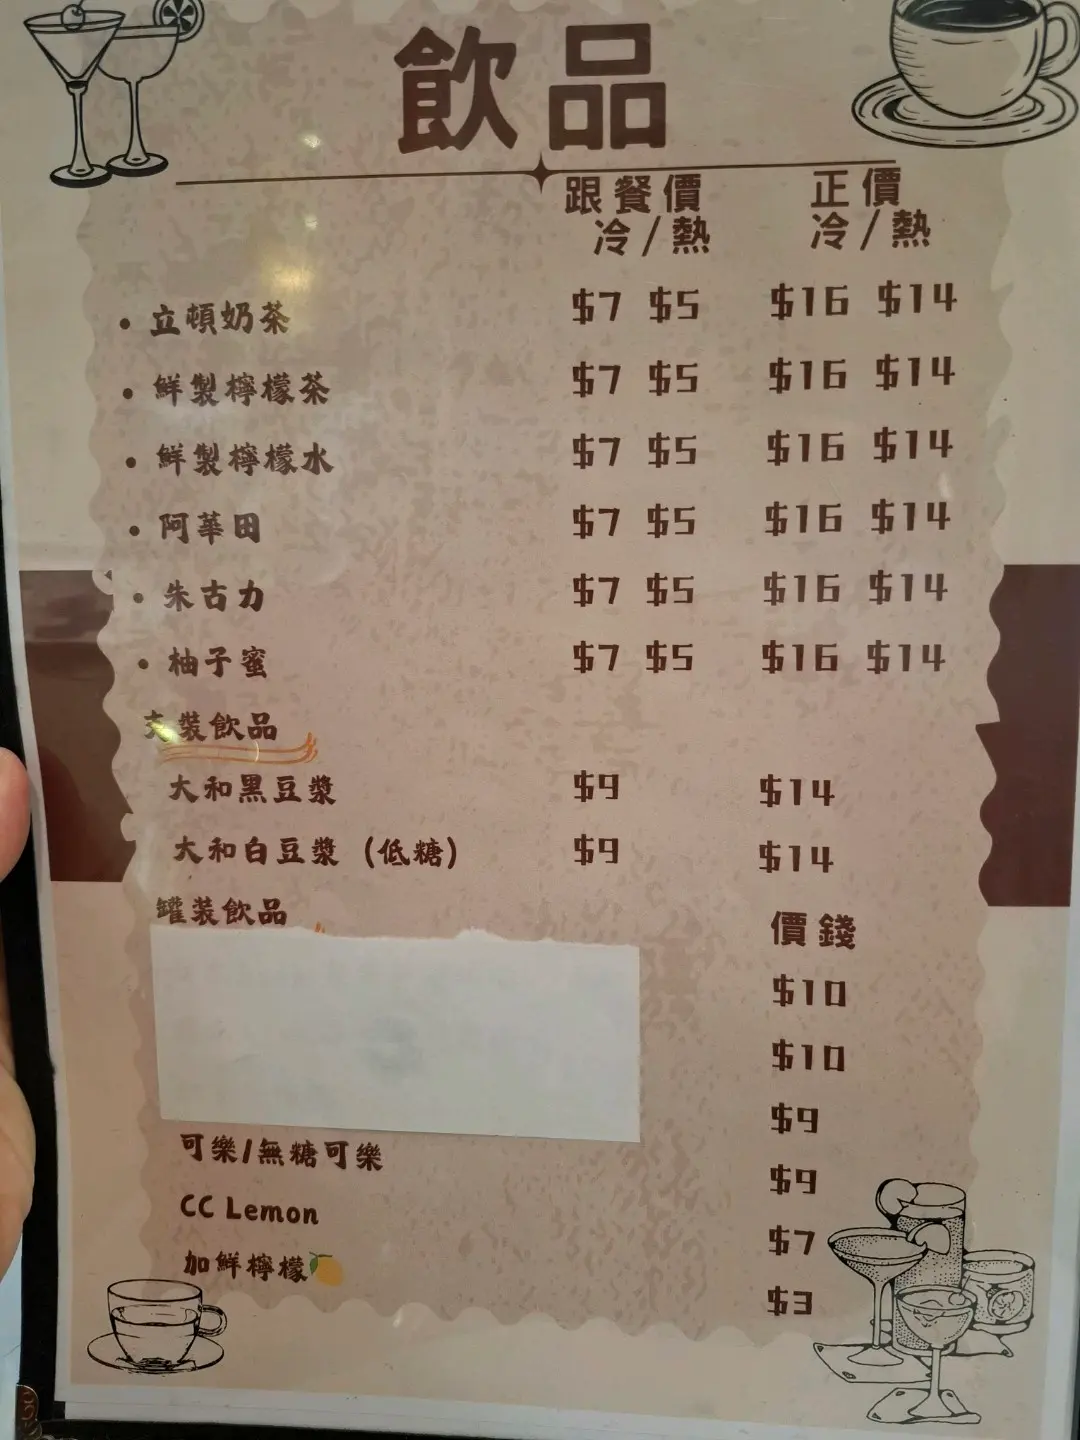 飲品
跟餐價 正價
冷/熱 冷/熱
• 立頓奶茶 $7 $5 $16 $14
• 鮮製檸檬茶 $7 $5 $16 $14
• 鮮製檸檬水 $7 $5 $16 $14
• 阿華田 $7 $5 $16 $14
• 朱古力 $7 $5 $16 $14
• 柚子蜜 $7 $5 $16 $14
支裝飲品
大和黑豆漿 $9 $14
大和白豆漿 (低糖) $9 $14
罐装飲品 價錢
$10
$10
$9
可樂/無糖可樂 $9
CC Lemon $7
加鮮檸檬 $3